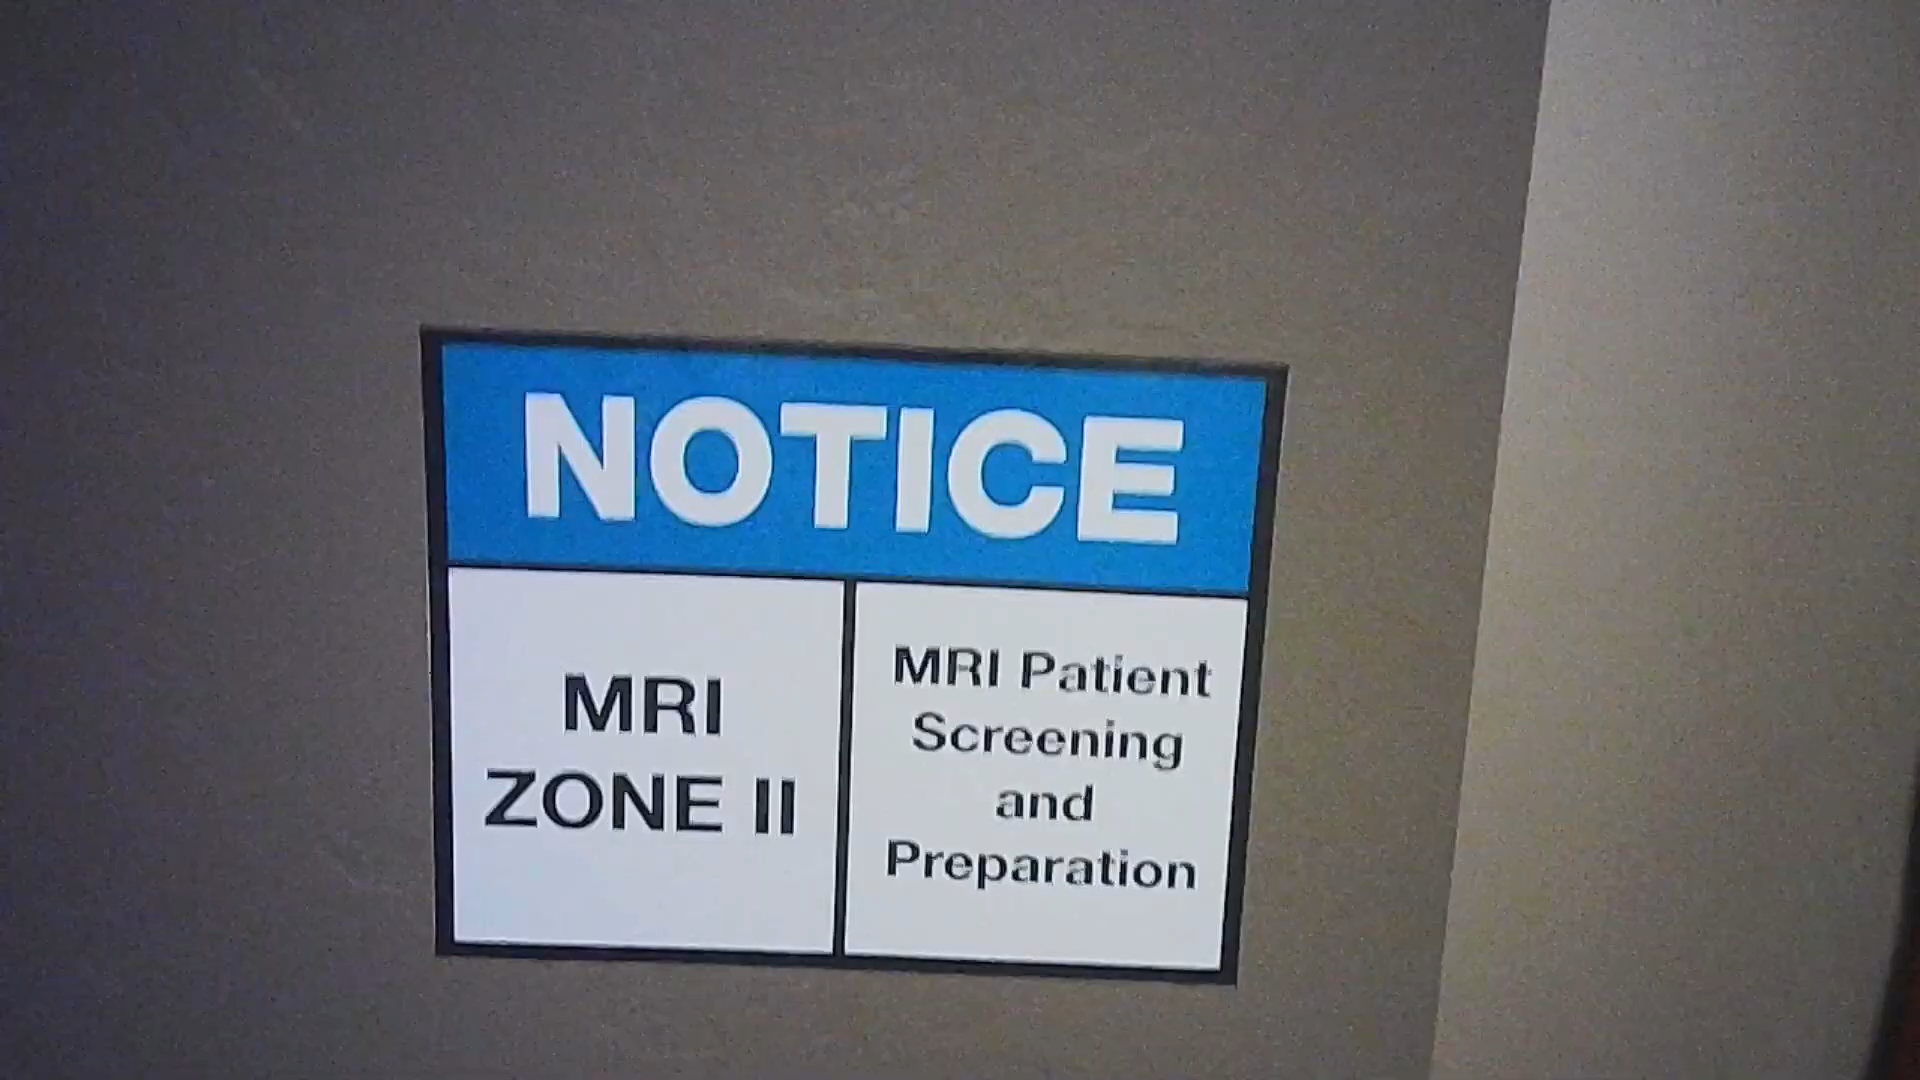 NOTICE
MRI
ZONE II
MRI Patient
Screening
and
Preparation